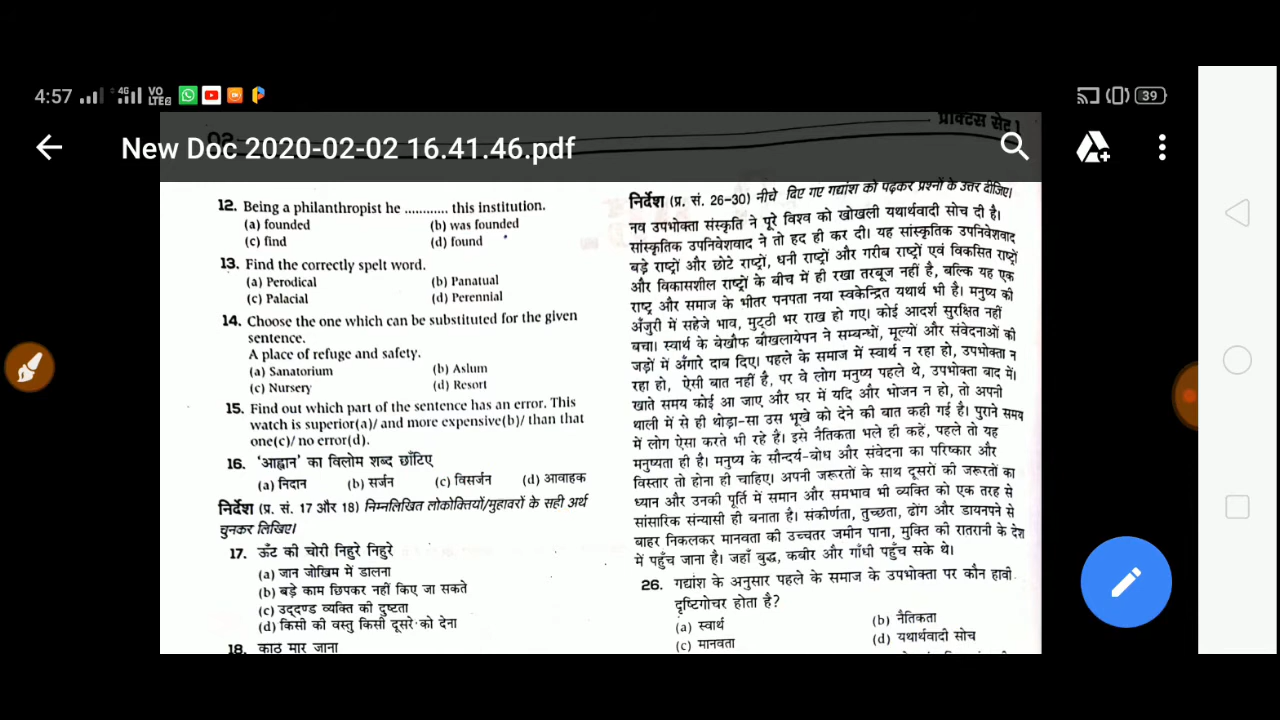 4:57
4G
VO
LTE
39
New Doc 2020-02-02 16.41.46.pdf
प्रैक्टिस सेट 1
12. Being a philanthropist he ............ this institution.
(a) founded (b) was founded
(c) find (d) found
13. Find the correctly spelt word.
(a) Perodical (b) Panatual
(c) Palacial (d) Perennial
14. Choose the one which can be substituted for the given
sentence.
A place of refuge and safety.
(a) Sanatorium (b) Aslum
(c) Nursery (d) Resort
15. Find out which part of the sentence has an error. This
watch is superior(a)/ and more expensive(b)/ than that
one(c)/ no error(d).
16. 'आह्वान' का विलोम शब्द छाँटिए
(a) निदान (b) सर्जन (c) विसर्जन (d) आवाहक
निर्देश (प्र. सं. 17 और 18) निम्नलिखित लोकोक्तियों/मुहावरों के सही अर्थ
चुनकर लिखिए।
17. ऊँट की चोरी निहुरे निहुरे
(a) जान जोखिम में डालना
(b) बड़े काम छिपकर नहीं किए जा सकते
(c) उद्दण्ड व्यक्ति की दुष्टता
(d) किसी की वस्तु किसी दूसरे को देना
18. काठ मार जाना
निर्देश (प्र. सं. 26-30) नीचे दिए गए गद्यांश को पढ़कर प्रश्नों के उत्तर दीजिए।
नव उपभोक्ता संस्कृति ने पूरे विश्व को खोखली यथार्थवादी सोच दी है।
सांस्कृतिक उपनिवेशवाद ने तो हद ही कर दी। यह सांस्कृतिक उपनिवेशवाद
बड़े राष्ट्रों और छोटे राष्ट्रों, धनी राष्ट्रों और गरीब राष्ट्रों एवं विकसित राष्ट्रों
और विकासशील राष्ट्रों के बीच में ही रखा तरबूज नहीं है, बल्कि यह एक
राष्ट्र और समाज के भीतर पनपता नया स्वकेन्द्रित यथार्थ भी है। मनुष्य की
अँजुरी में सहेजे भाव, मुट्ठी भर राख हो गए। कोई आदर्श सुरक्षित नहीं
बचा। स्वार्थ के बेखौफ बौखलायेपन ने सम्बन्धों, मूल्यों और संवेदनाओं की
जड़ों में अँगारे दाब दिए। पहले के समाज में स्वार्थ न रहा हो, उपभोक्ता न
रहा हो, ऐसी बात नहीं है, पर वे लोग मनुष्य पहले थे, उपभोक्ता बाद में।
खाते समय कोई आ जाए और घर में यदि और भोजन न हो, तो अपनी
थाली में से ही थोड़ा-सा उस भूखे को देने की बात कही गई है। पुराने समय
में लोग ऐसा करते भी रहे हैं। इसे नैतिकता भले ही कहें, पहले तो यह
मनुष्यता ही है। मनुष्य के सौन्दर्य-बोध और संवेदना का परिष्कार और
विस्तार तो होना ही चाहिए। अपनी जरूरतों के साथ दूसरों की जरूरतों का
ध्यान और उनकी पूर्ति में समान और समभाव भी व्यक्ति को एक तरह से
सांसारिक संन्यासी ही बनाता है। संकीर्णता, तुच्छता, ढोंग और डायनपने से
बाहर निकलकर मानवता की उच्चतर जमीन पाना, मुक्ति की रातरानी के देश
में पहुँच जाना है। जहाँ बुद्ध, कबीर और गाँधी पहुँच सके थे।
26. गद्यांश के अनुसार पहले के समाज के उपभोक्ता पर कौन हावी
दृष्टिगोचर होता है?
(a) स्वार्थ (b) नैतिकता
(c) मानवता (d) यथार्थवादी सोच